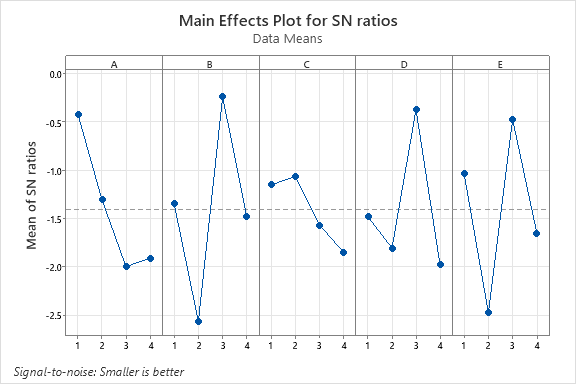 Main Effects Plot for SN ratios
Data Means
A B C D E
Mean of SN ratios
0.0
-0.5
-1.0
-1.5
-2.0
-2.5
1 2 3 4 1 2 3 4 1 2 3 4 1 2 3 4 1 2 3 4
Signal-to-noise: Smaller is better